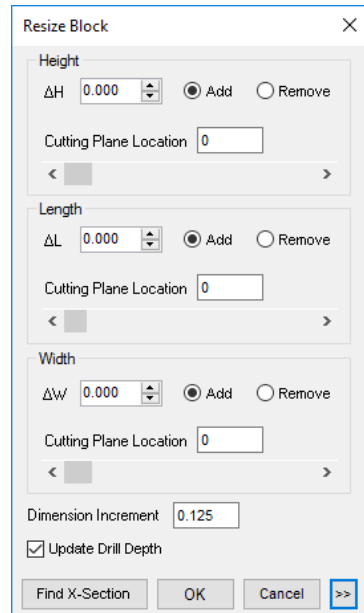 Resize Block
Height
ΔH 0.000 Add Remove
Cutting Plane Location 0
Length
ΔL 0.000 Add Remove
Cutting Plane Location 0
Width
ΔW 0.000 Add Remove
Cutting Plane Location 0
Dimension Increment 0.125
Update Drill Depth
Find X-Section OK Cancel >>